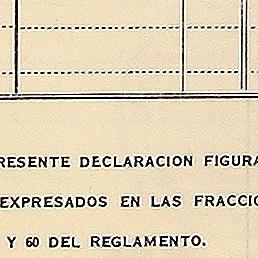 RESENTE DECLARACION FIGURA
EXPRESADOS EN LAS FRACCIO
Y 60 DEL REGLAMENTO.